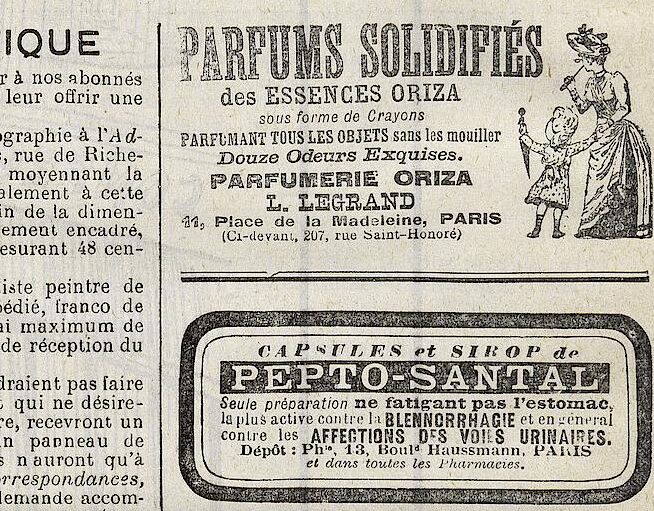 IQUE
r à nos abonnés
leur offrir une
ographie à l'Ad-
s, rue de Riche-
moyennant la
alement à cette
in de la dimen-
ement encadré,
esurant 48 cen-
iste peintre de
pédié, franco de
ai maximum de
de réception du
draient pas faire
t qui ne désire-
re, recevront un
n panneau de
s n'auront qu'à
rrespondances,
demande accom-
PARFUMS SOLIDIFIÉS
des ESSENCES ORIZA
sous forme de Crayons
PARFUMANT TOUS LES OBJETS sans les mouiller
Douze Odeurs Exquises.
PARFUMERIE ORIZA
L. LEGRAND
11, Place de la Madeleine, PARIS
(Ci-devant, 207, rue Saint-Honoré)
CAPSULES et SIROP de
PEPTO-SANTAL
Seule préparation ne fatigant pas l'estomac,
la plus active contre la BLENNORRHAGIE et en général
contre les AFFECTIONS DES VOIES URINAIRES.
Dépôt : Phie, 13, Bould Haussmann, PARIS
et dans toutes les Pharmacies.